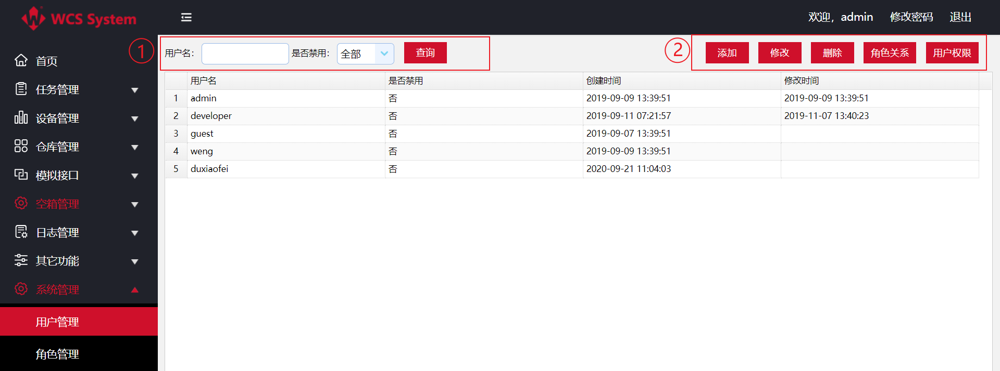 WCS System
欢迎，admin 修改密码 退出
① 用户名： 是否禁用： 全部 查询 ② 添加 修改 删除 角色关系 用户权限
首页
任务管理
设备管理
仓库管理
模拟接口
空箱管理
日志管理
其它功能
系统管理
用户管理
角色管理
用户名 是否禁用 创建时间 修改时间
1 admin 否 2019-09-09 13:39:51 2019-09-09 13:39:51
2 developer 否 2019-09-11 07:21:57 2019-11-07 13:40:23
3 guest 否 2019-09-07 13:39:51
4 weng 否 2019-09-09 13:39:51
5 duxiaofei 否 2020-09-21 11:04:03